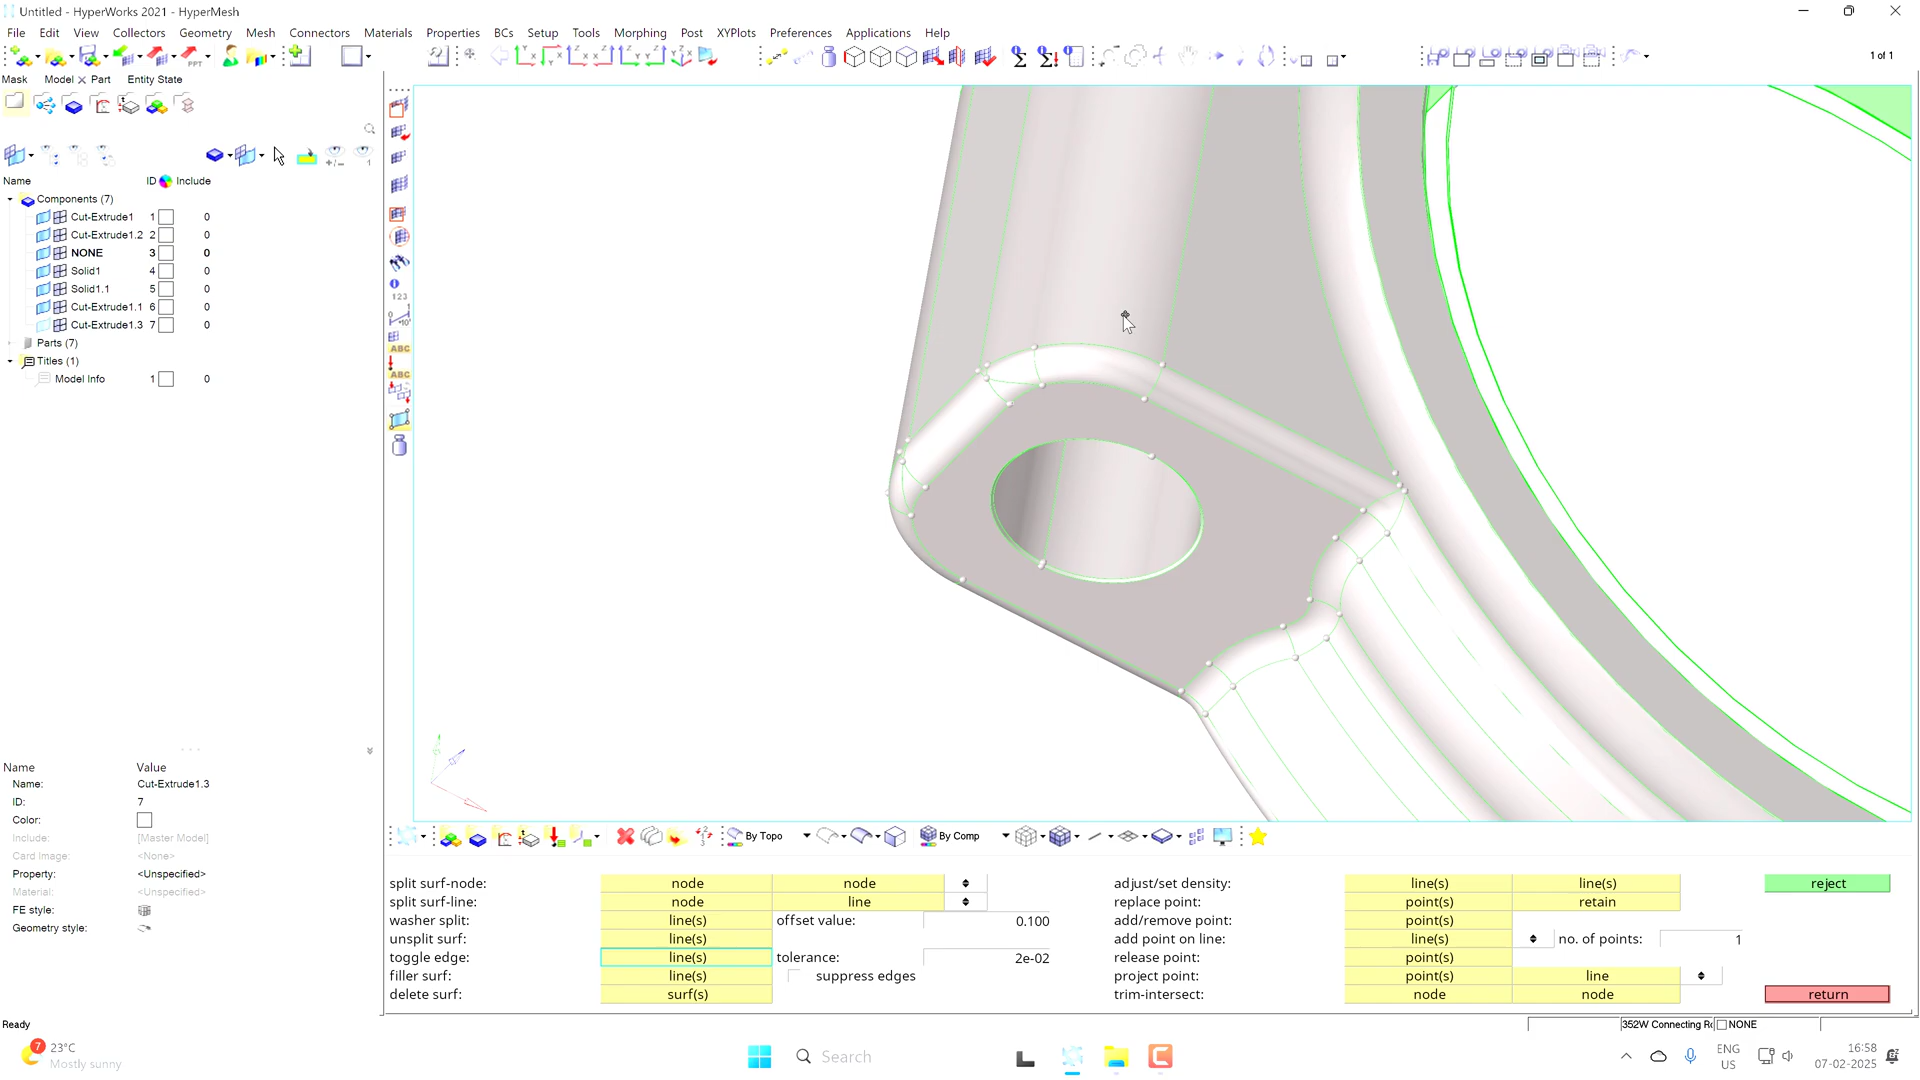 Untitled - HyperWorks 2021 - HyperMesh
File Edit View Collectors Geometry Mesh Connectors Materials Properties BCs Setup Tools Morphing Post XYPlots Preferences Applications Help
1 of 1
Mask Model Part Entity State
Name ID Include
Components (7)
Cut-Extrude1 1 0
Cut-Extrude1.2 2 0
NONE 3 0
Solid1 4 0
Solid1.1 5 0
Cut-Extrude1.1 6 0
Cut-Extrude1.3 7 0
Parts (7)
Titles (1)
Model Info 1 0
123
ABC
ABC
Name Value
Name: Cut-Extrude1.3
ID: 7
Color:
Include: [Master Model]
Card Image: <None>
Property: <Unspecified>
Material: <Unspecified>
FE style:
Geometry style:
By Topo By Comp
split surf-node: node node adjust/set density: line(s) line(s) reject
split surf-line: node line replace point: point(s) retain
washer split: line(s) offset value: 0.100 add/remove point: point(s)
unsplit surf: line(s) add point on line: line(s) no. of points: 1
toggle edge: line(s) tolerance: 2e-02 release point: point(s)
filler surf: line(s) suppress edges project point: point(s) line
delete surf: surf(s) trim-intersect: node node return
Ready 352W Connecting Ro NONE
7 23°C
Mostly sunny
Search
ENG
US
16:58
07-02-2025